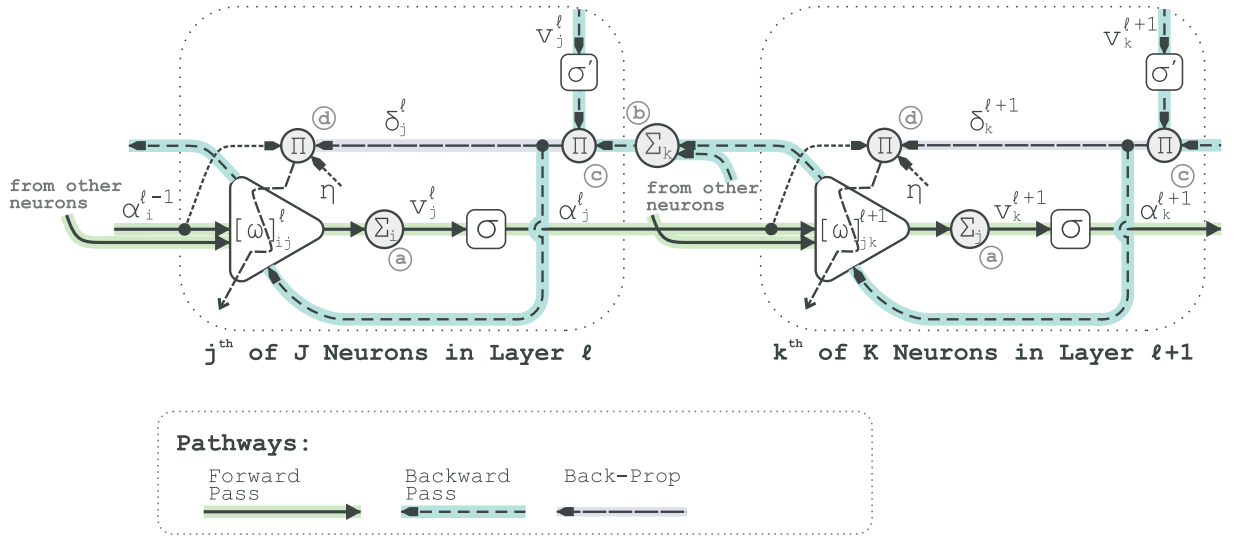 v_j^ℓ
v_k^{ℓ+1}
σ′
σ′
ⓓ
δ_j^ℓ
ⓑ
ⓓ
δ_k^{ℓ+1}
Π
Π
Σ_k
Π
Π
ⓒ
ⓒ
from other
neurons
η
from other
neurons
η
α_i^{ℓ-1}
v_j^ℓ
α_j^ℓ
v_k^{ℓ+1}
α_k^{ℓ+1}
[ω]_{ij}^ℓ
Σ_i
σ
[ω]_{jk}^{ℓ+1}
Σ_j
σ
ⓐ
ⓐ
j^{th} of J Neurons in Layer ℓ
k^{th} of K Neurons in Layer ℓ+1
Pathways:
Forward
Pass
Backward
Pass
Back-Prop